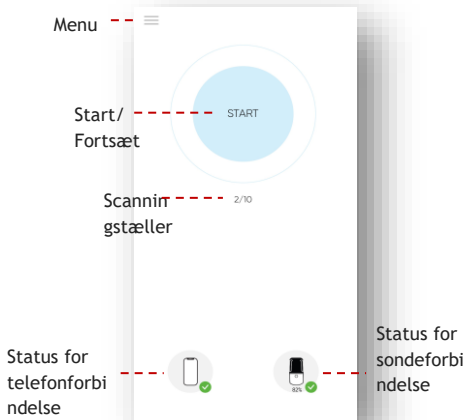 Menu
START
Start/
Fortsæt
Scannin
gstæller
2/10
Status for
telefonforbi
ndelse
82%
Status for
sondeforbi
ndelse